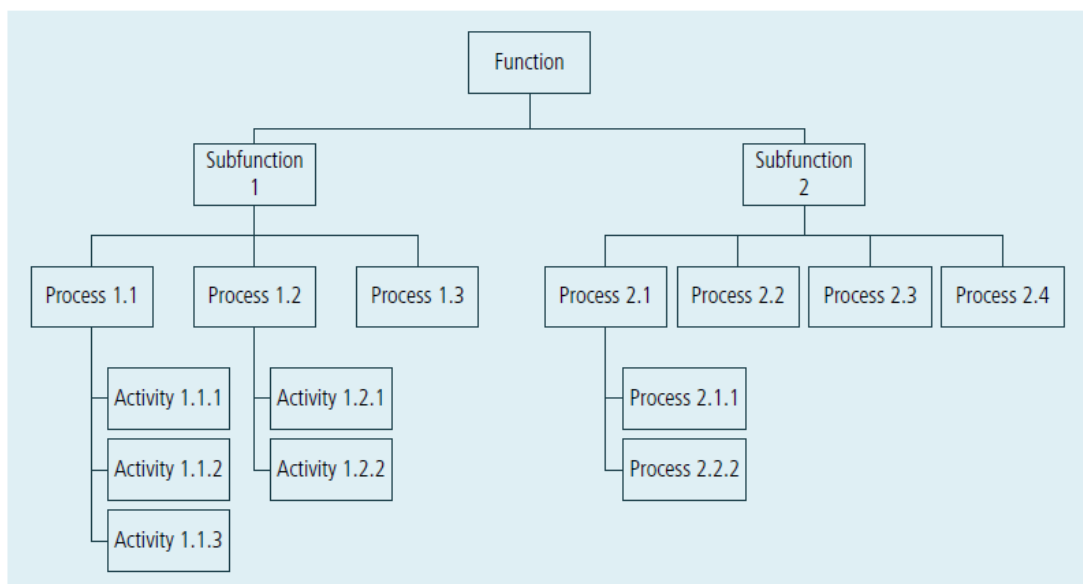 Function
Subfunction
1
Subfunction
2
Process 1.1
Process 1.2
Process 1.3
Process 2.1
Process 2.2
Process 2.3
Process 2.4
Activity 1.1.1
Activity 1.2.1
Process 2.1.1
Activity 1.1.2
Activity 1.2.2
Process 2.2.2
Activity 1.1.3